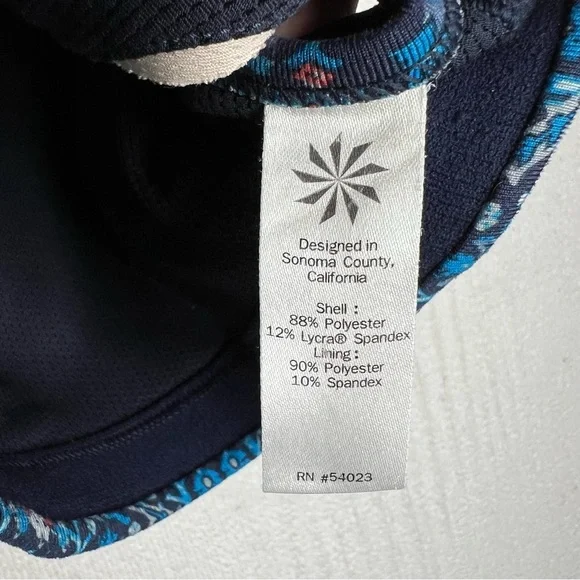 Designed in
Sonoma County,
California
Shell :
88% Polyester
12% Lycra® Spandex
Lining :
90% Polyester
10% Spandex
RN #54023